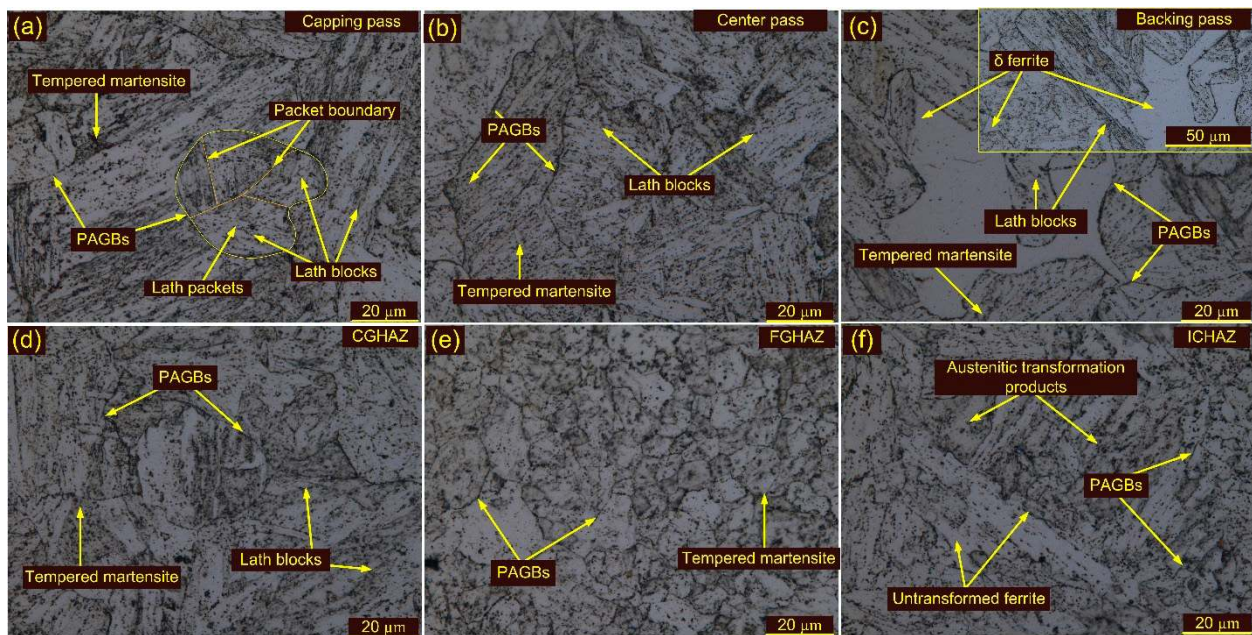 (a)
Capping pass
Tempered martensite
Packet boundary
PAGBs
Lath packets
Lath blocks
20 μm
(b)
Center pass
PAGBs
Lath blocks
Tempered martensite
20 μm
(c)
Backing pass
δ ferrite
50 μm
Lath blocks
PAGBs
Tempered martensite
20 μm
(d)
CGHAZ
PAGBs
Tempered martensite
Lath blocks
20 μm
(e)
FGHAZ
PAGBs
Tempered martensite
20 μm
(f)
ICHAZ
Austenitic transformation
products
PAGBs
Untransformed ferrite
20 μm